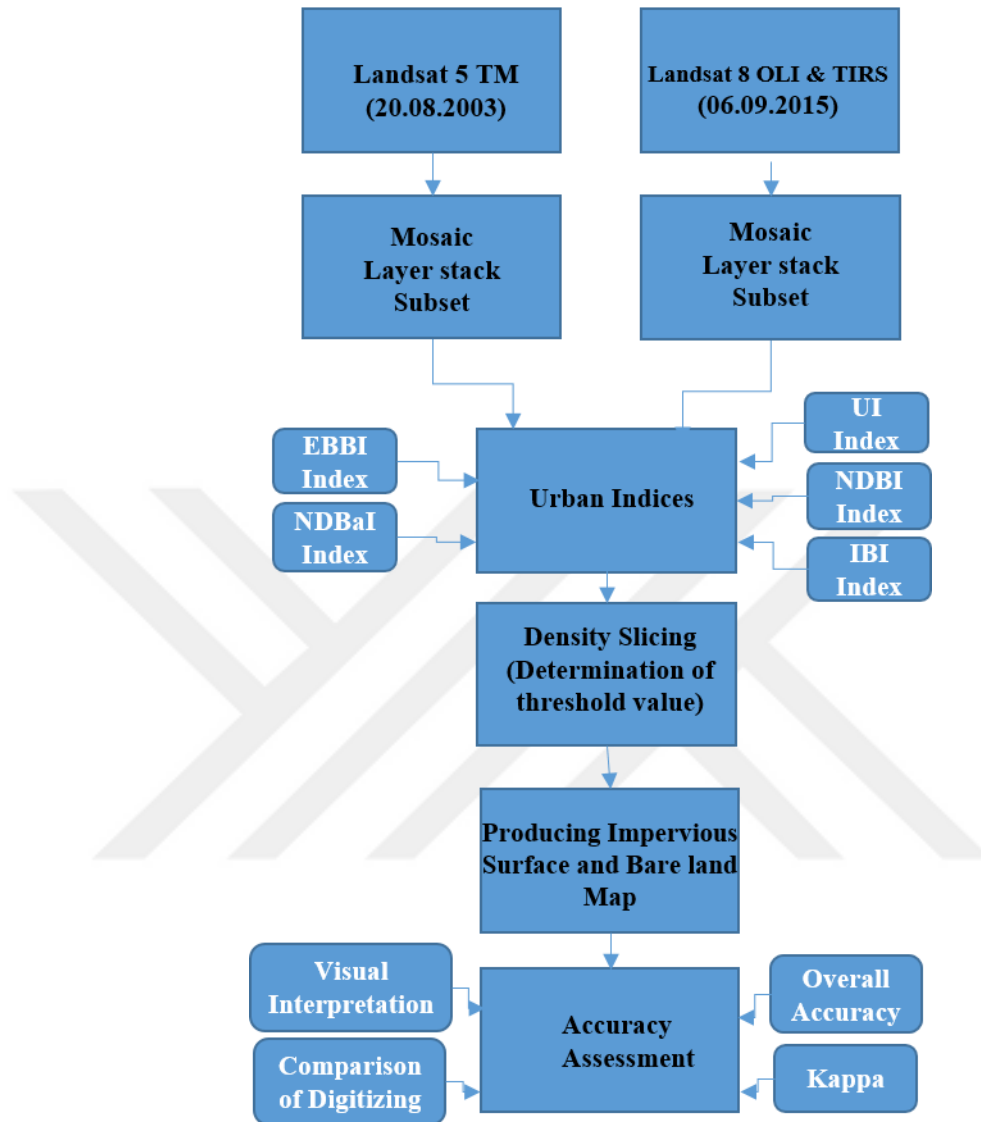 Landsat 5 TM
(20.08.2003)
Landsat 8 OLI & TIRS
(06.09.2015)
Mosaic
Layer stack
Subset
Mosaic
Layer stack
Subset
EBBI
Index
NDBaI
Index
Urban Indices
UI
Index
NDBI
Index
IBI
Index
Density Slicing
(Determination of
threshold value)
Producing Impervious
Surface and Bare land
Map
Visual
Interpretation
Comparison
of Digitizing
Accuracy
Assessment
Overall
Accuracy
Kappa